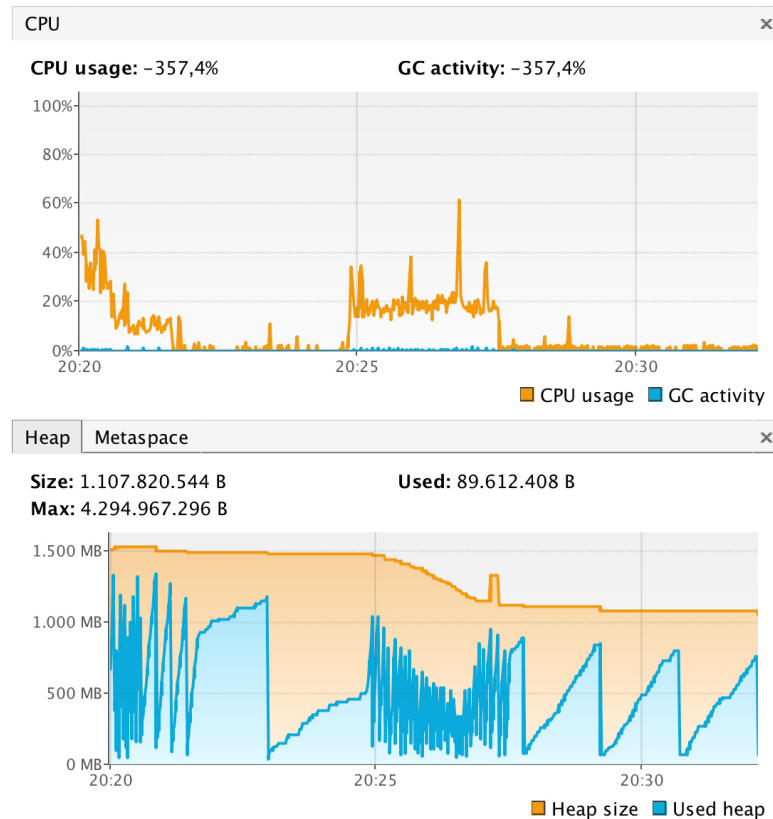 CPU ×
CPU usage: −357,4% GC activity: −357,4%
100%
80%
60%
40%
20%
0%
20:20 20:25 20:30
CPU usage GC activity
Heap Metaspace ×
Size: 1.107.820.544 B Used: 89.612.408 B
Max: 4.294.967.296 B
1.500 MB
1.000 MB
500 MB
0 MB
20:20 20:25 20:30
Heap size Used heap